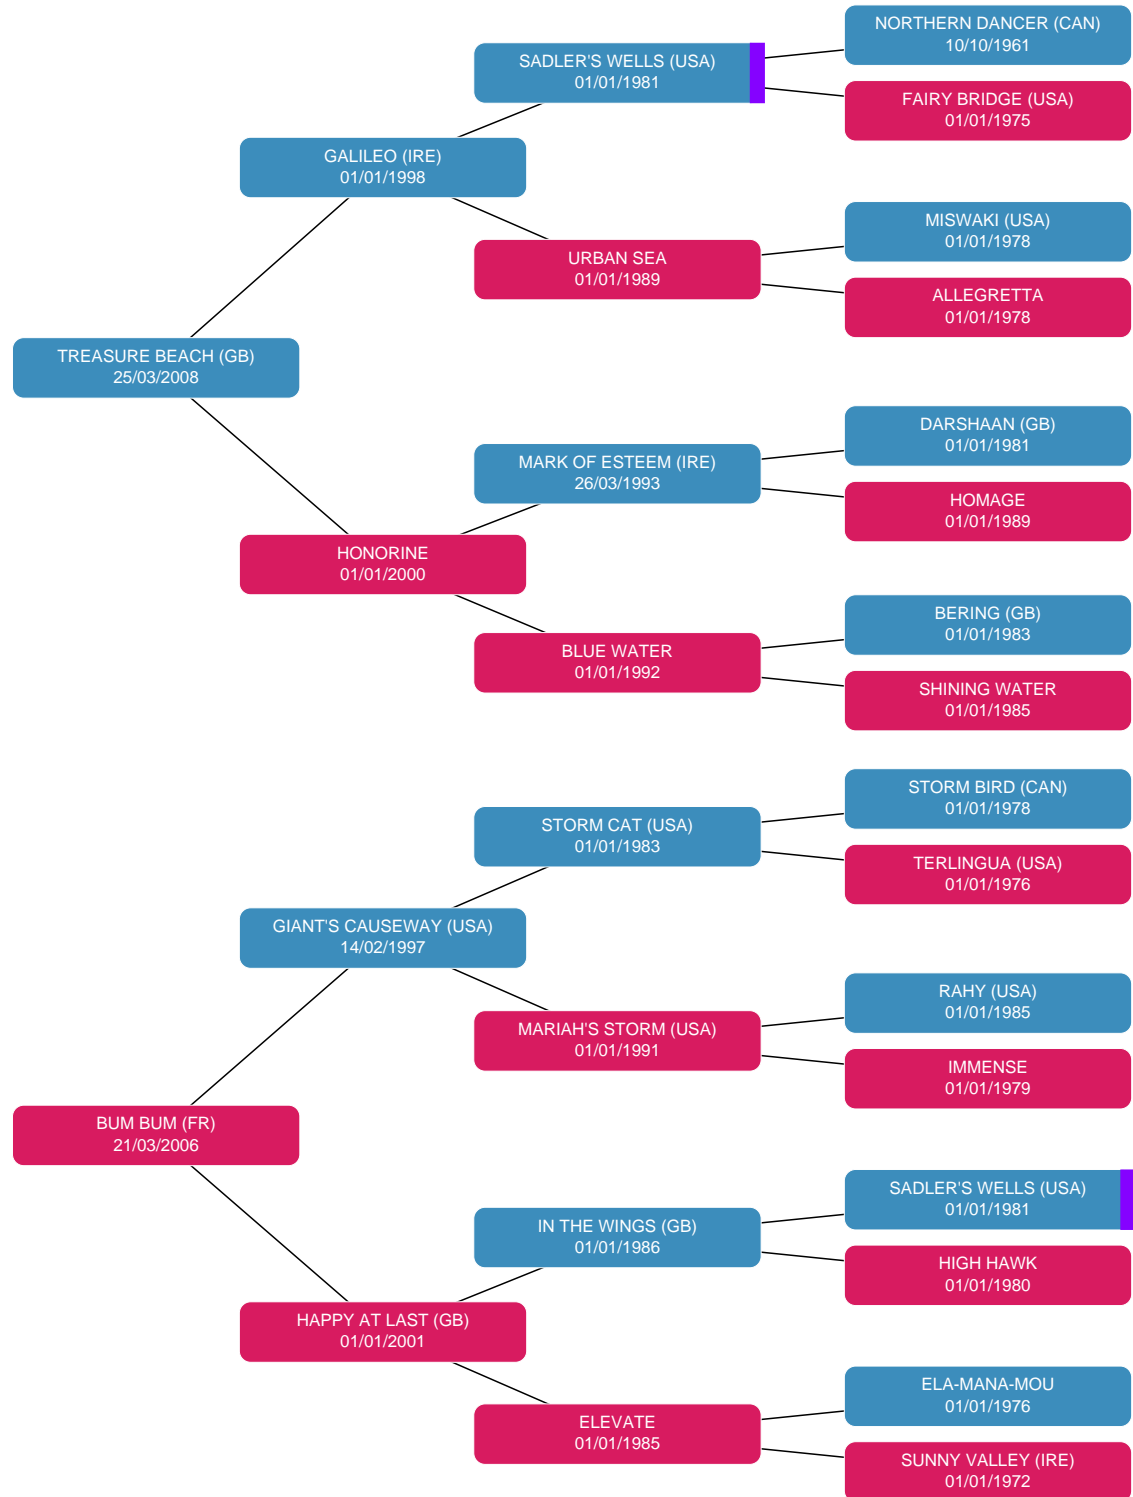 NORTHERN DANCER (CAN)
10/10/1961
SADLER'S WELLS (USA)
01/01/1981
FAIRY BRIDGE (USA)
01/01/1975
GALILEO (IRE)
01/01/1998
MISWAKI (USA)
01/01/1978
URBAN SEA
01/01/1989
ALLEGRETTA
01/01/1978
TREASURE BEACH (GB)
25/03/2008
DARSHAAN (GB)
01/01/1981
MARK OF ESTEEM (IRE)
26/03/1993
HOMAGE
01/01/1989
HONORINE
01/01/2000
BERING (GB)
01/01/1983
BLUE WATER
01/01/1992
SHINING WATER
01/01/1985
STORM BIRD (CAN)
01/01/1978
STORM CAT (USA)
01/01/1983
TERLINGUA (USA)
01/01/1976
GIANT'S CAUSEWAY (USA)
14/02/1997
RAHY (USA)
01/01/1985
MARIAH'S STORM (USA)
01/01/1991
IMMENSE
01/01/1979
BUM BUM (FR)
21/03/2006
SADLER'S WELLS (USA)
01/01/1981
IN THE WINGS (GB)
01/01/1986
HIGH HAWK
01/01/1980
HAPPY AT LAST (GB)
01/01/2001
ELA-MANA-MOU
01/01/1976
ELEVATE
01/01/1985
SUNNY VALLEY (IRE)
01/01/1972